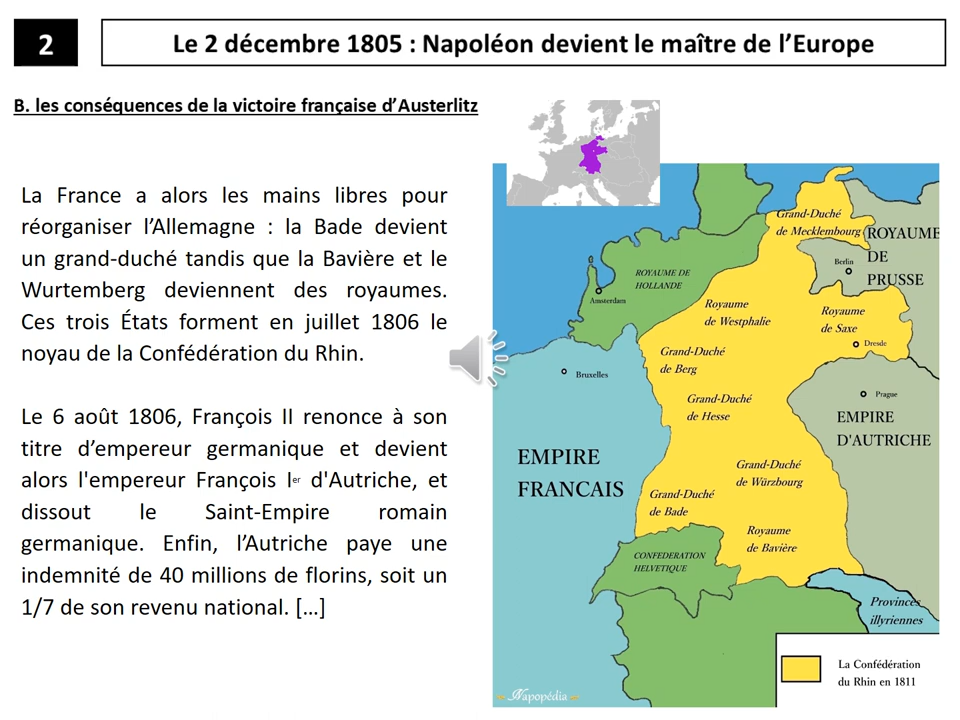 2
Le 2 décembre 1805 : Napoléon devient le maître de l'Europe
B. les conséquences de la victoire française d'Austerlitz
La France a alors les mains libres pour
réorganiser l'Allemagne : la Bade devient
un grand-duché tandis que la Bavière et le
Wurtemberg deviennent des royaumes.
Ces trois États forment en juillet 1806 le
noyau de la Confédération du Rhin.
Le 6 août 1806, François II renonce à son
titre d'empereur germanique et devient
alors l'empereur François Ier d'Autriche, et
dissout le Saint-Empire romain
germanique. Enfin, l'Autriche paye une
indemnité de 40 millions de florins, soit un
1/7 de son revenu national. […]
Grand-Duché
de Mecklembourg
ROYAUME
DE
PRUSSE
Berlin
ROYAUME DE
HOLLANDE
Amsterdam
Royaume
de Westphalie
Royaume
de Saxe
Dresde
Grand-Duché
de Berg
Bruxelles
Grand-Duché
de Hesse
Prague
EMPIRE
D'AUTRICHE
EMPIRE
FRANCAIS
Grand-Duché
de Würzbourg
Grand-Duché
de Bade
Royaume
de Bavière
CONFEDERATION
HELVETIQUE
Provinces
illyriennes
La Confédération
du Rhin en 1811
Napopédia